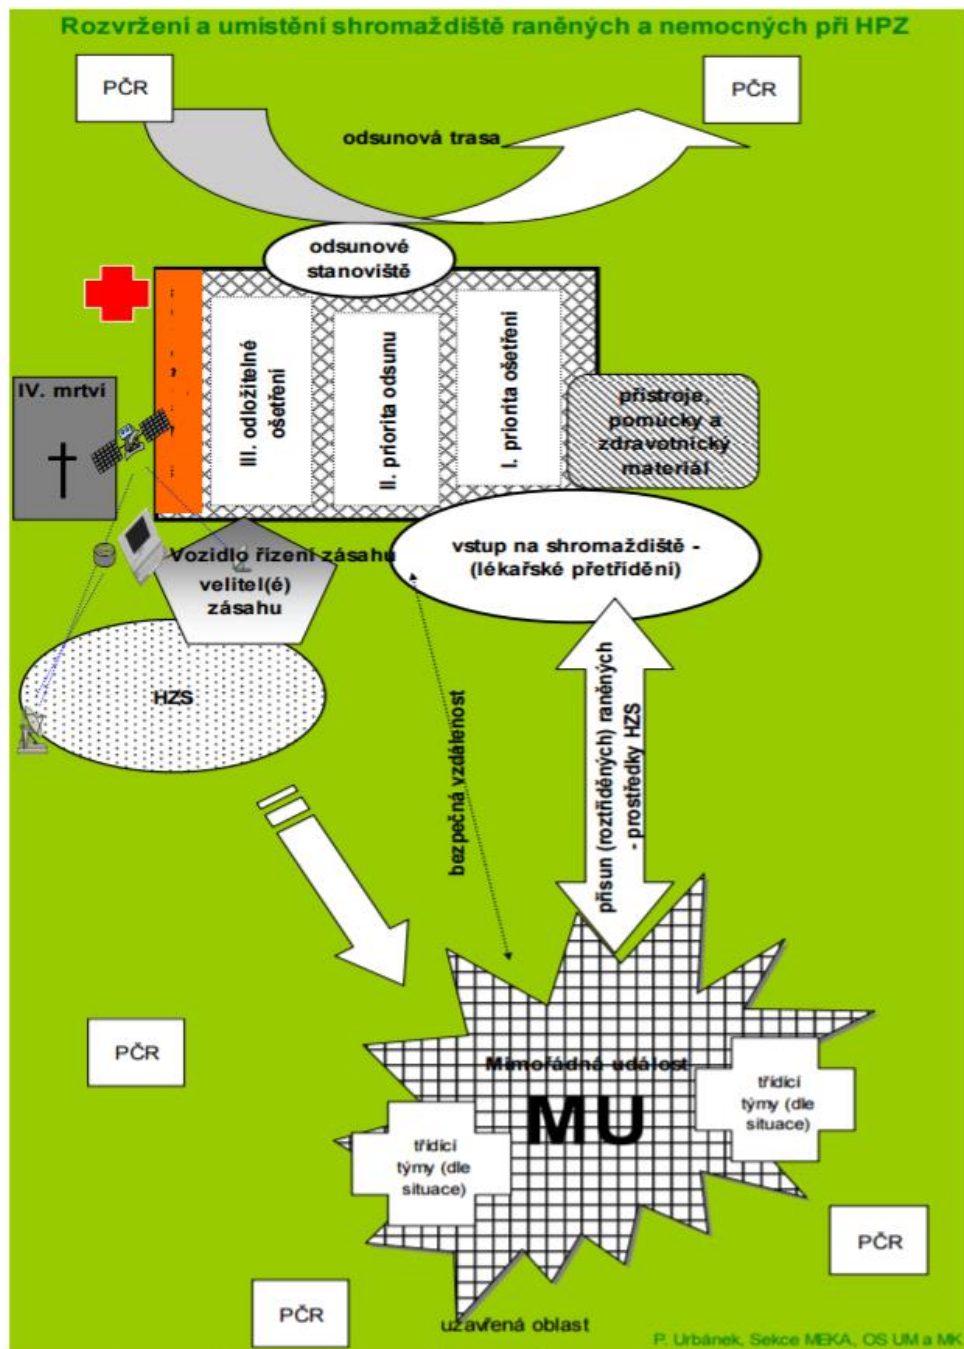 Rozvržení a umístění shromaždiště raněných a nemocných při HPZ
PČR
PČR
odsunová trasa
odsunové
stanoviště
IV. mrtví
III. odložitelné
ošetření
II. priorita odsunu
I. priorita ošetření
přístroje,
pomůcky a
zdravotnický
materiál
Vozidlo řízení zásahu
velitel(é)
zásahu
vstup na shromaždiště -
(lékařské přetřídění)
HZS
bezpečná vzdálenost
přísun (roztříděných) raněných
- prostředky HZS
PČR
Mimořádná událost
MU
třídící
týmy (dle
situace)
třídící
týmy (dle
situace)
PČR
PČR
uzavřená oblast
P. Urbánek, Sekce MEKA, OS UM a MK